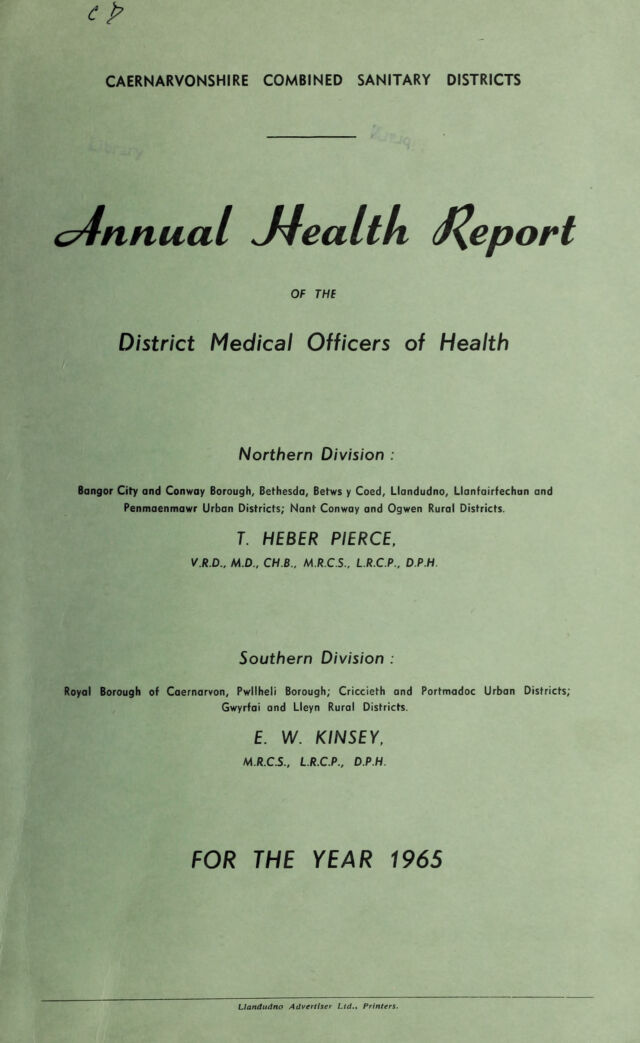 CAERNARVONSHIRE COMBINED SANITARY DISTRICTS
Annual Health Report
OF THE
District Medical Officers of Health
Northern Division :
Bangor City and Conway Borough, Bethesda, Betws y Coed, Llandudno, Llanfairfechan and
Penmaenmawr Urban Districts; Nant Conway and Ogwen Rural Districts.
T. HEBER PIERCE,
V.R.D., M.D., CH.B., M.R.C.S., L.R.C.P., D.P.H.
Southern Division :
Royal Borough of Caernarvon, Pwllheli Borough; Criccieth and Portmadoc Urban Districts;
Gwyrfai and Lleyn Rural Districts.
E. W. KINSEY,
M.R.C.S., L.R.C.P., D.P.H.
FOR THE YEAR 1965
Llandudno Advertiser Ltd., Printers.